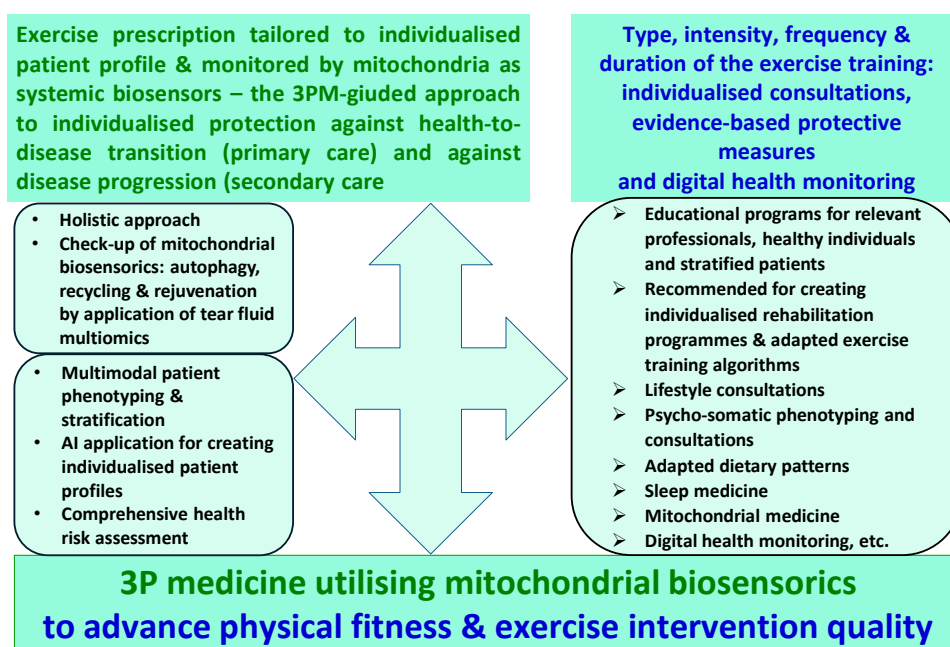 Exercise prescription tailored to individualised
patient profile & monitored by mitochondria as
systemic biosensors – the 3PM-giuded approach
to individualised protection against health-to-
disease transition (primary care) and against
disease progression (secondary care
Type, intensity, frequency &
duration of the exercise training:
individualised consultations,
evidence-based protective
measures
and digital health monitoring
• Holistic approach
• Check-up of mitochondrial
biosensorics: autophagy,
recycling & rejuvenation
by application of tear fluid
multiomics
• Multimodal patient
phenotyping &
stratification
• AI application for creating
individualised patient
profiles
• Comprehensive health
risk assessment
➢ Educational programs for relevant
professionals, healthy individuals
and stratified patients
➢ Recommended for creating
individualised rehabilitation
programmes & adapted exercise
training algorithms
➢ Lifestyle consultations
➢ Psycho-somatic phenotyping and
consultations
➢ Adapted dietary patterns
➢ Sleep medicine
➢ Mitochondrial medicine
➢ Digital health monitoring, etc.
3P medicine utilising mitochondrial biosensorics
to advance physical fitness & exercise intervention quality